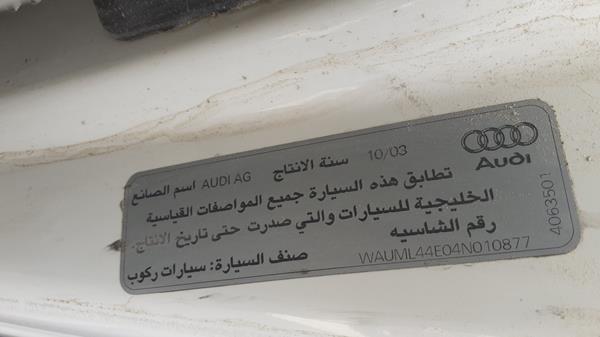 اسم الصانع AUDI AG سنة الانتاج 10/03
Audi
تطابق هذه السيارة جميع المواصفات القياسية
الخليجية للسيارات والتي صدرت حتى تاريخ الانتاج.
رقم الشاسيه WAUML44E04N010877
صنف السيارة: سيارات ركوب
4063501